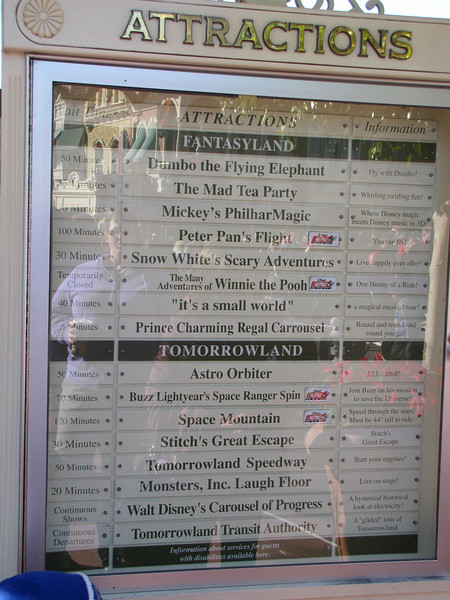 ATTRACTIONS
Wait Times ATTRACTIONS Information
FANTASYLAND
50 Minutes Dumbo the Flying Elephant Fly with Dumbo!
Minutes The Mad Tea Party Whirling twirling fun!
Minutes Mickey's PhilharMagic Where Disney magic
meets Disney music in 3D!
100 Minutes Peter Pan's Flight You can fly!
30 Minutes Snow White's Scary Adventures Live happily ever after!
Temporarily
Closed
The Many
Adventures of Winnie the Pooh One Hunny of a Ride!
40 Minutes "it's a small world" a magical musical tour!
Minutes Prince Charming Regal Carrousel Round and round and
round you go!
TOMORROWLAND
50 Minutes Astro Orbiter
70 Minutes Buzz Lightyear's Space Ranger Spin Join Buzz on his mission
to save the Universe!
120 Minutes Space Mountain Speed through the stars!
Must be 44" tall to ride.
30 Minutes Stitch's Great Escape Stitch's
Great Escape
50 Minutes Tomorrowland Speedway Start your engines!
20 Minutes Monsters, Inc. Laugh Floor Live on stage!
Continuous
Shows
Walt Disney's Carousel of Progress A hysterical historical
look at electricity!
Continuous
Departures
Tomorrowland Transit Authority A "glided" tour of
Tomorrowland
Information about services for guests
with disabilities available here.